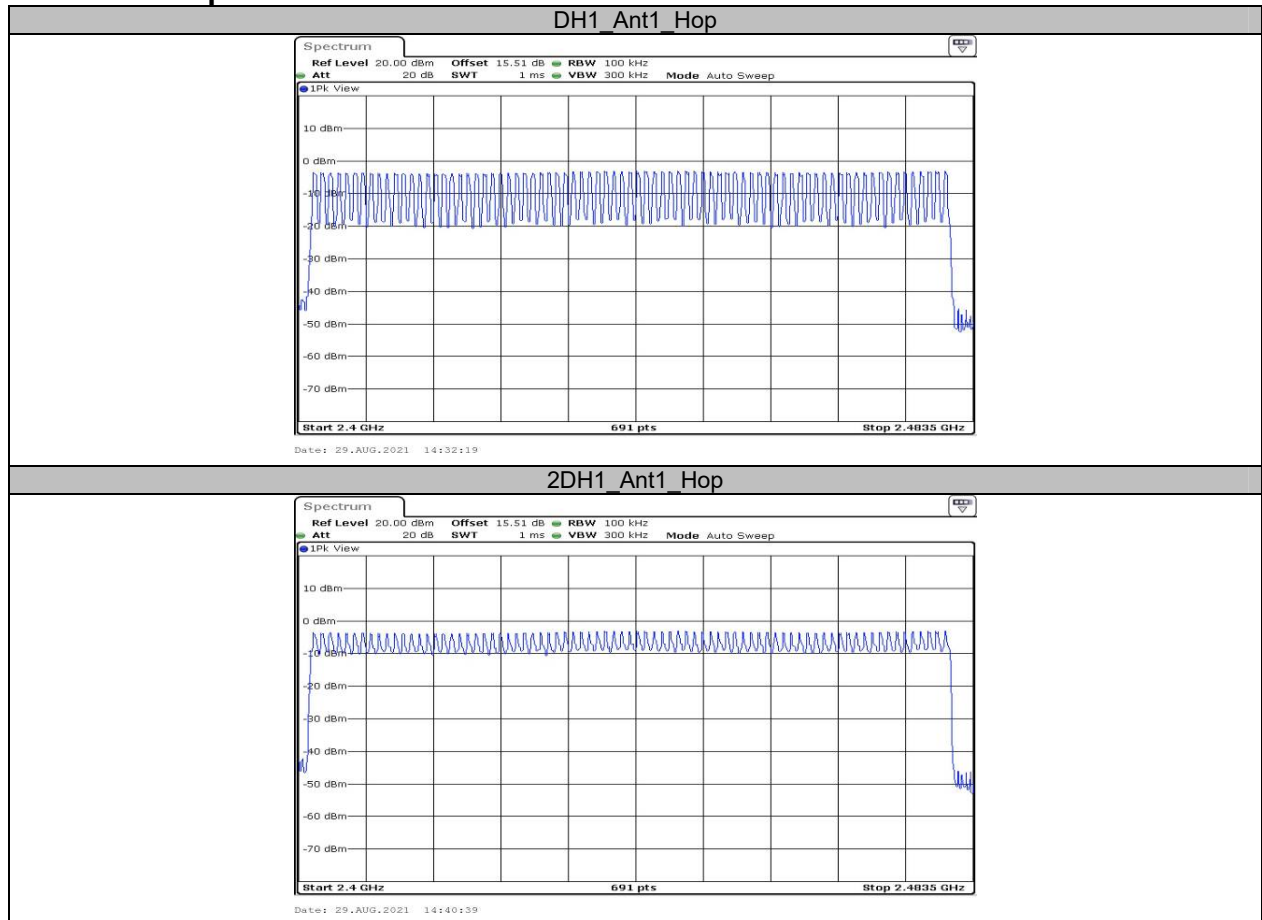 DH1_Ant1_Hop
Spectrum
Ref Level 20.00 dBm Offset 15.51 dB RBW 100 kHz
Att 20 dB SWT 1 ms VBW 300 kHz Mode Auto Sweep
1Pk View
10 dBm
0 dBm
-10 dBm
-20 dBm
-30 dBm
-40 dBm
-50 dBm
-60 dBm
-70 dBm
Start 2.4 GHz 691 pts Stop 2.4835 GHz
Date: 29.AUG.2021 14:32:19
2DH1_Ant1_Hop
Spectrum
Ref Level 20.00 dBm Offset 15.51 dB RBW 100 kHz
Att 20 dB SWT 1 ms VBW 300 kHz Mode Auto Sweep
1Pk View
10 dBm
0 dBm
-10 dBm
-20 dBm
-30 dBm
-40 dBm
-50 dBm
-60 dBm
-70 dBm
Start 2.4 GHz 691 pts Stop 2.4835 GHz
Date: 29.AUG.2021 14:40:39